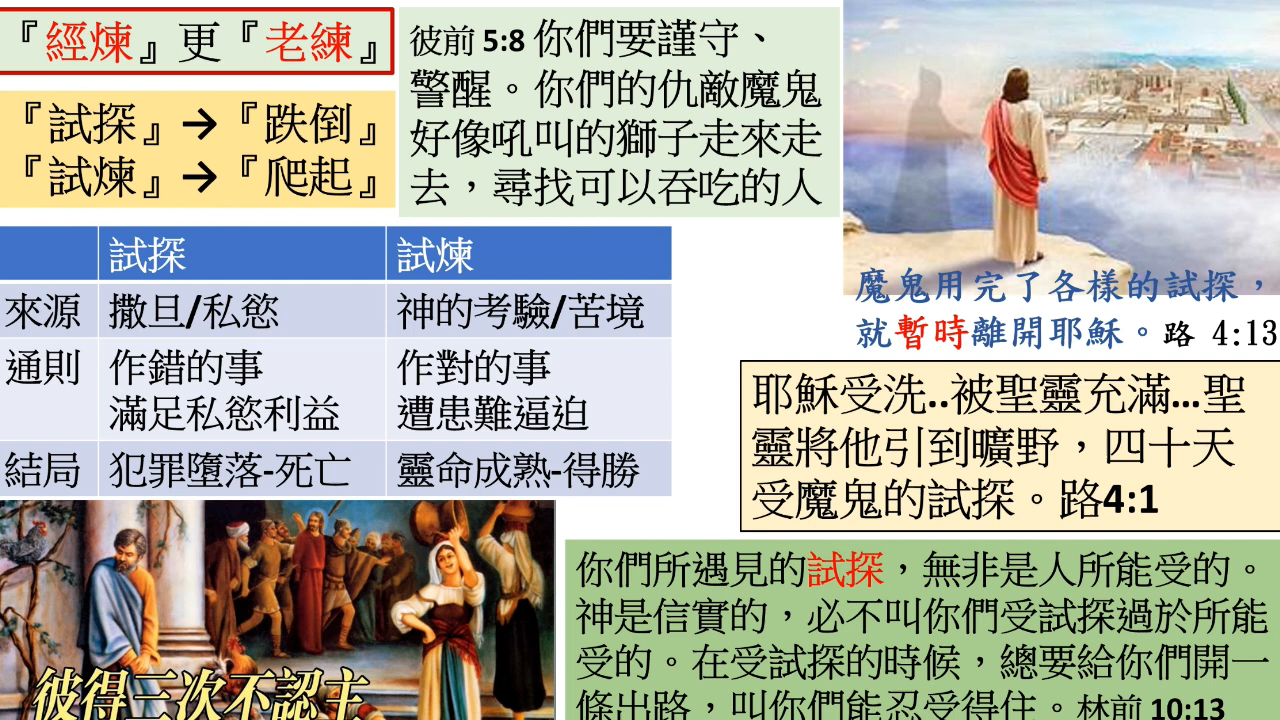 『經煉』更『老練』
『試探』→『跌倒』
『試煉』→『爬起』
彼前 5:8 你們要謹守、
警醒。你們的仇敵魔鬼
好像吼叫的獅子走來走
去，尋找可以吞吃的人
魔鬼用完了各樣的試探，
就暫時離開耶穌。路 4:13
試探 試煉
來源 撒旦/私慾 神的考驗/苦境
通則 作錯的事 作對的事
滿足私慾利益 遭患難逼迫
結局 犯罪墮落-死亡 靈命成熟-得勝
耶穌受洗..被聖靈充滿...聖
靈將他引到曠野，四十天
受魔鬼的試探。路4:1
彼得三次不認主
你們所遇見的試探，無非是人所能受的。
神是信實的，必不叫你們受試探過於所能
受的。在受試探的時候，總要給你們開一
條出路，叫你們能忍受得住。林前 10:13